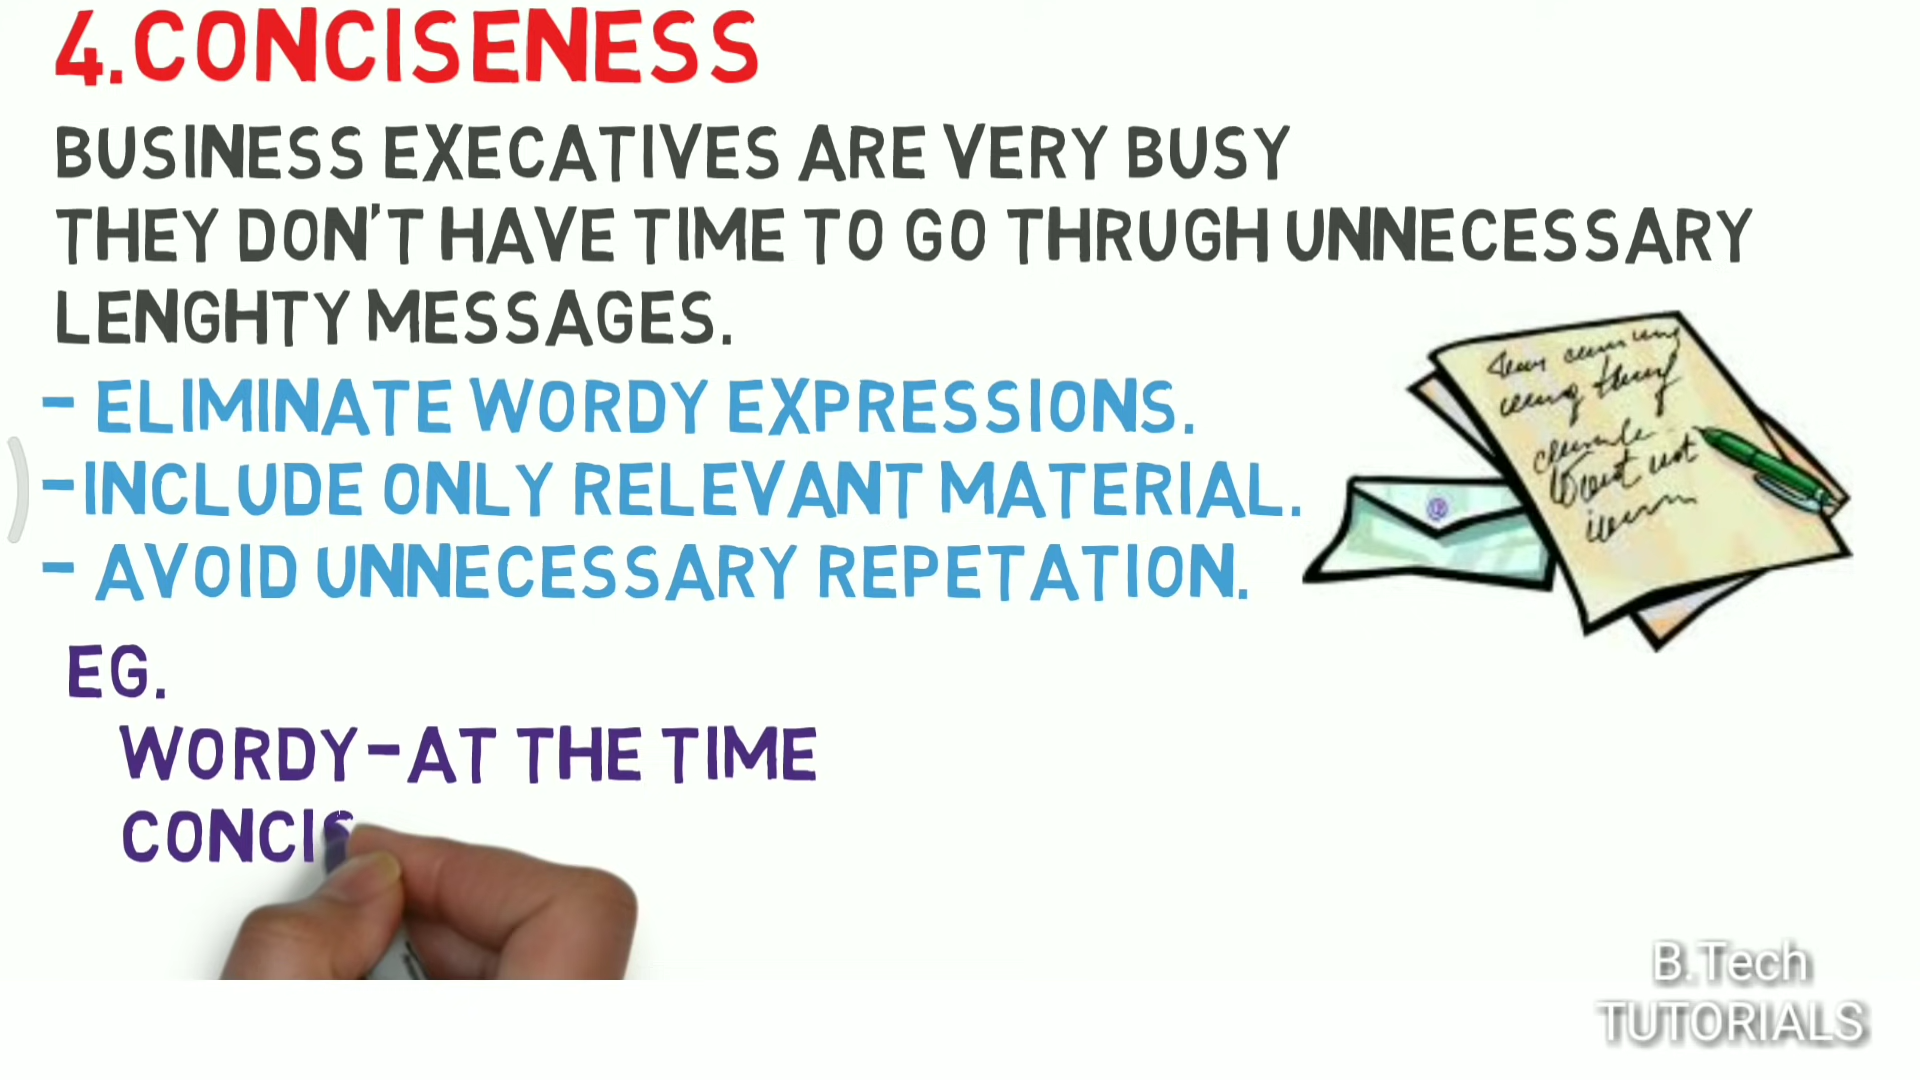 4.CONCISENESS
BUSINESS EXECATIVES ARE VERY BUSY
THEY DON'T HAVE TIME TO GO THRUGH UNNECESSARY
LENGHTY MESSAGES.
- ELIMINATE WORDY EXPRESSIONS.
-INCLUDE ONLY RELEVANT MATERIAL.
- AVOID UNNECESSARY REPETATION.
EG.
WORDY-AT THE TIME
CONCIS
B.Tech
TUTORIALS